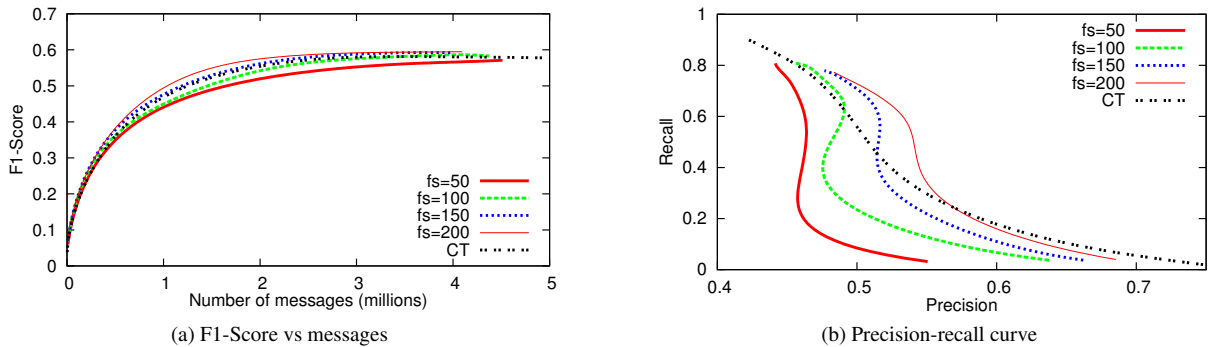 0.7
0.6
0.5
0.4
0.3
0.2
0.1
0
F1-Score
fs=50
fs=100
fs=150
fs=200
CT
0 1 2 3 4 5
Number of messages (millions)
(a) F1-Score vs messages
1
0.8
0.6
0.4
0.2
0
Recall
fs=50
fs=100
fs=150
fs=200
CT
0.4 0.5 0.6 0.7
Precision
(b) Precision-recall curve